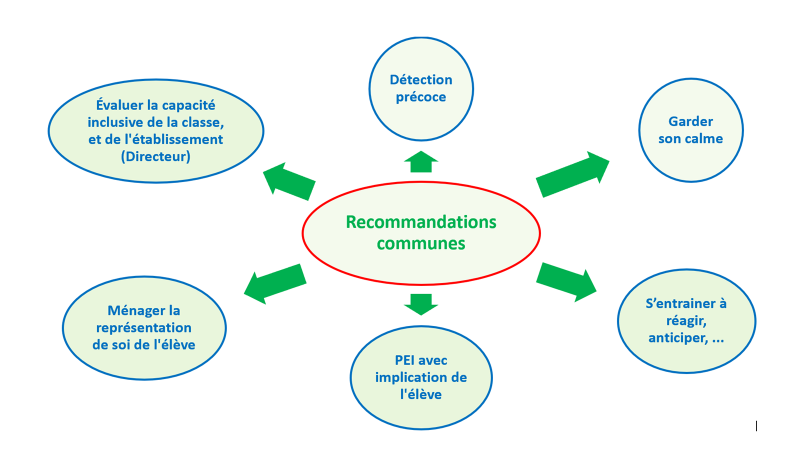 Détection
précoce
Évaluer la capacité
inclusive de la classe,
et de l'établissement
(Directeur)
Garder
son calme
Recommandations
communes
Ménager la
représentation
de soi de l'élève
S’entrainer à
réagir,
anticiper, ...
PEI avec
implication de
l'élève